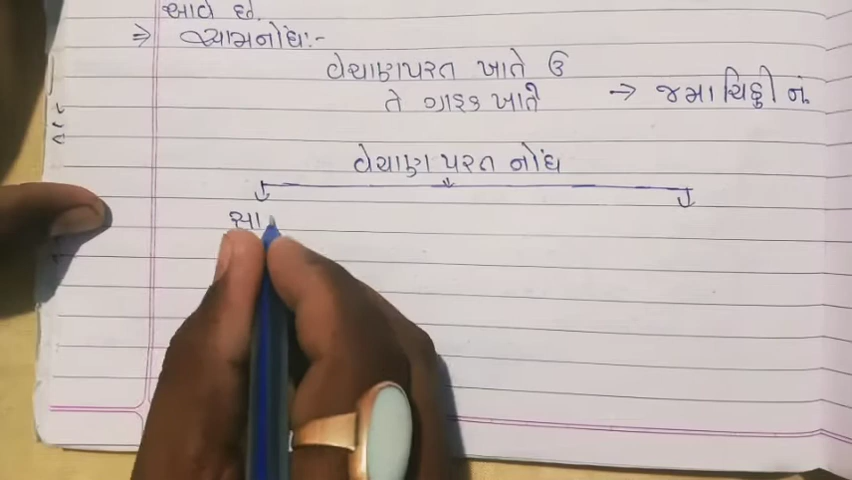 આવે છે.
⇒ આમનોંધ:-
વેચાણપરત ખાતે ઉ
તે ગ્રાહક ખાતે → જમાચિઠ્ઠી નં.
વેચાણ પરત નોંધ
સા